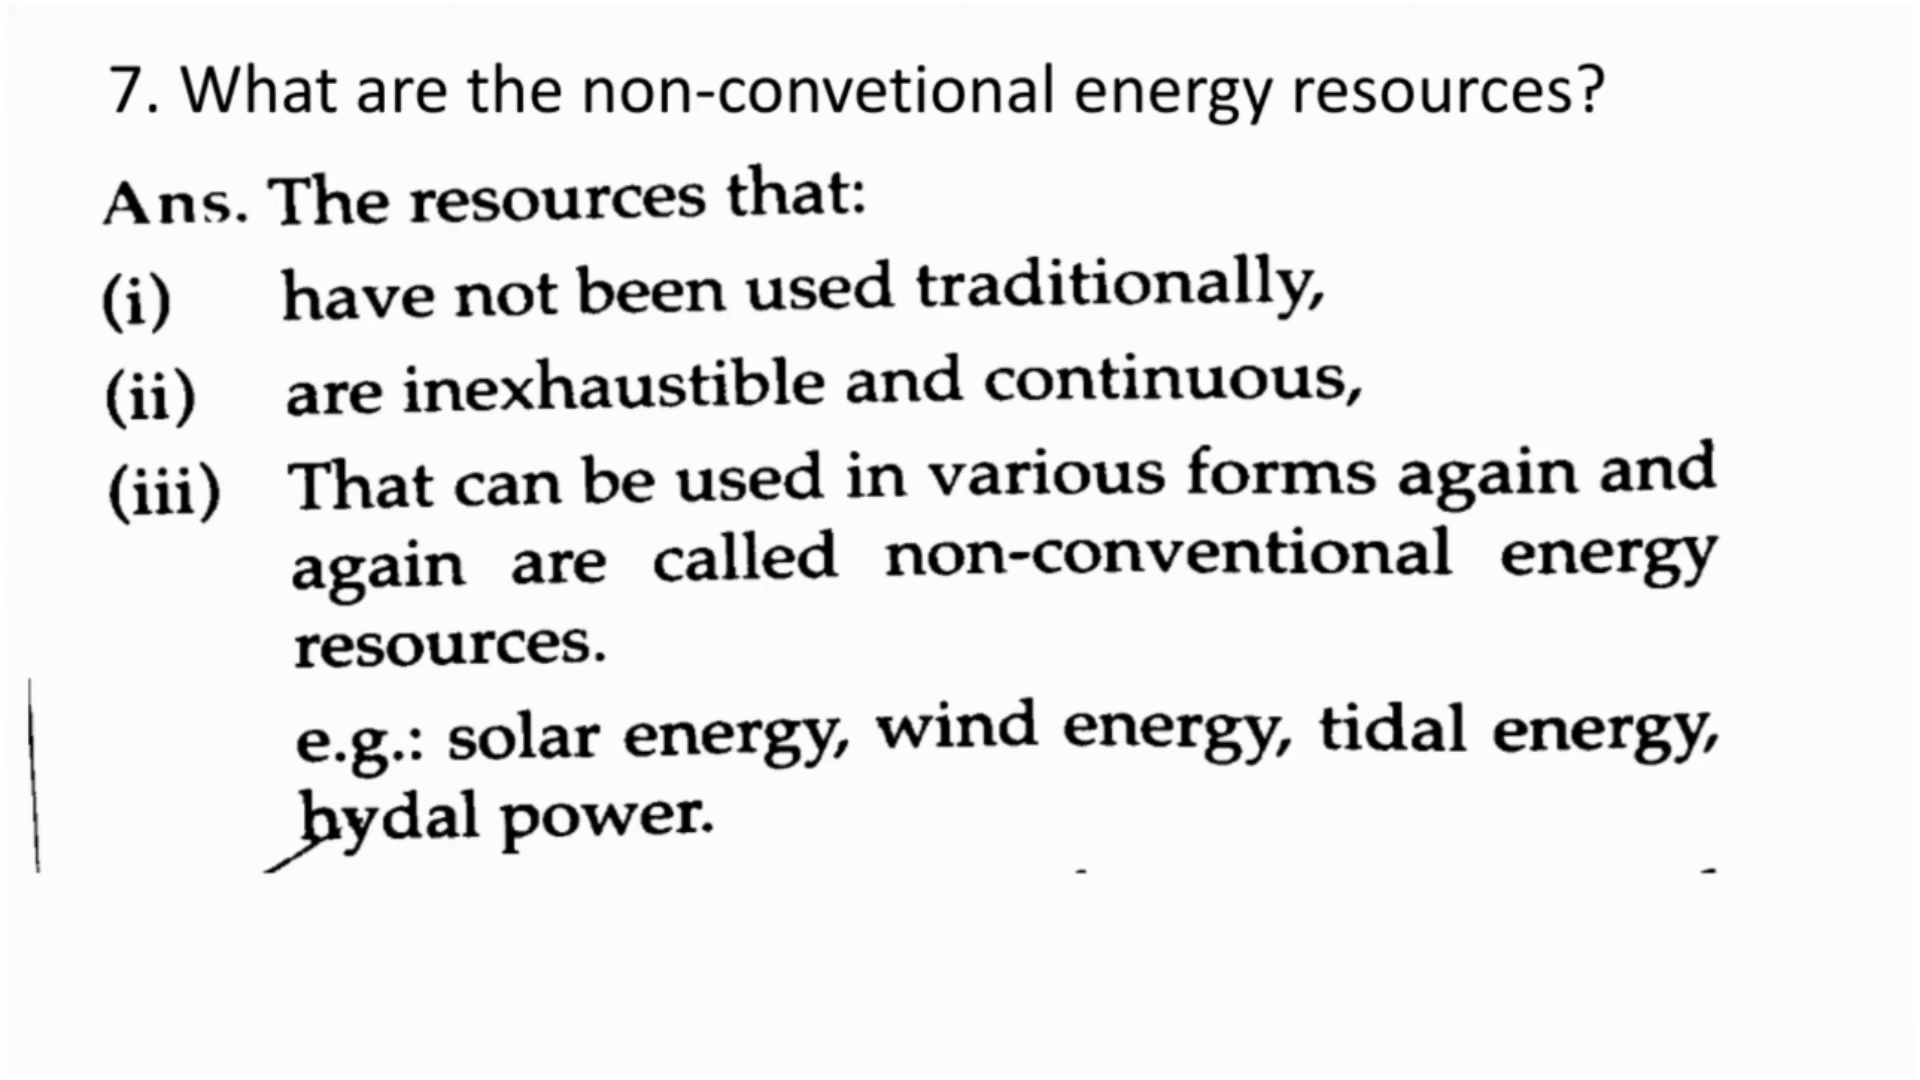 7. What are the non-convetional energy resources?
Ans. The resources that:
(i) have not been used traditionally,
(ii) are inexhaustible and continuous,
(iii) That can be used in various forms again and
again are called non-conventional energy
resources.
e.g.: solar energy, wind energy, tidal energy,
hydal power.